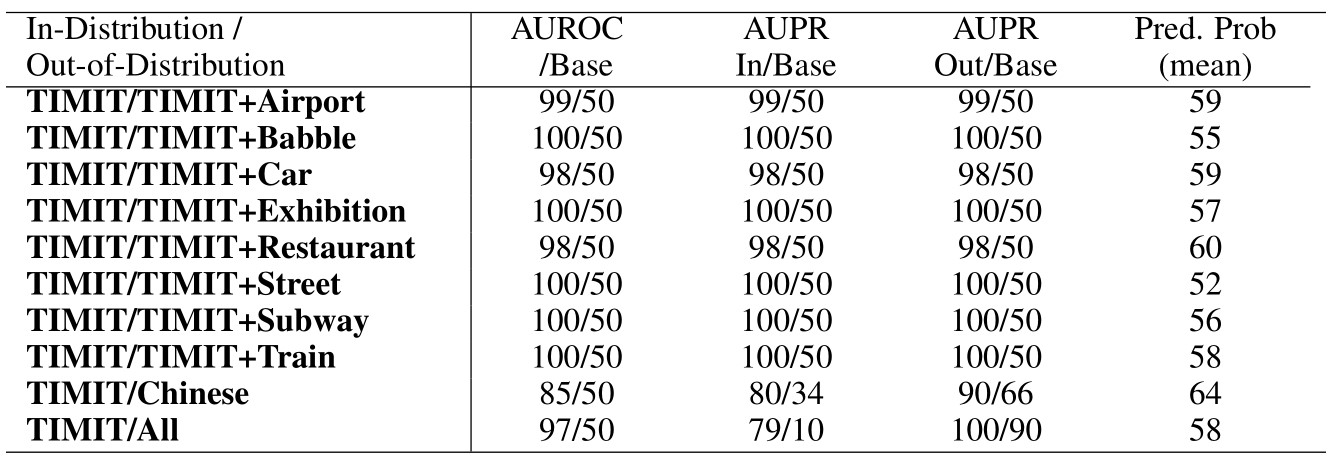 In-Distribution / AUROC AUPR AUPR Pred. Prob
Out-of-Distribution /Base In/Base Out/Base (mean)
TIMIT/TIMIT+Airport 99/50 99/50 99/50 59
TIMIT/TIMIT+Babble 100/50 100/50 100/50 55
TIMIT/TIMIT+Car 98/50 98/50 98/50 59
TIMIT/TIMIT+Exhibition 100/50 100/50 100/50 57
TIMIT/TIMIT+Restaurant 98/50 98/50 98/50 60
TIMIT/TIMIT+Street 100/50 100/50 100/50 52
TIMIT/TIMIT+Subway 100/50 100/50 100/50 56
TIMIT/TIMIT+Train 100/50 100/50 100/50 58
TIMIT/Chinese 85/50 80/34 90/66 64
TIMIT/All 97/50 79/10 100/90 58